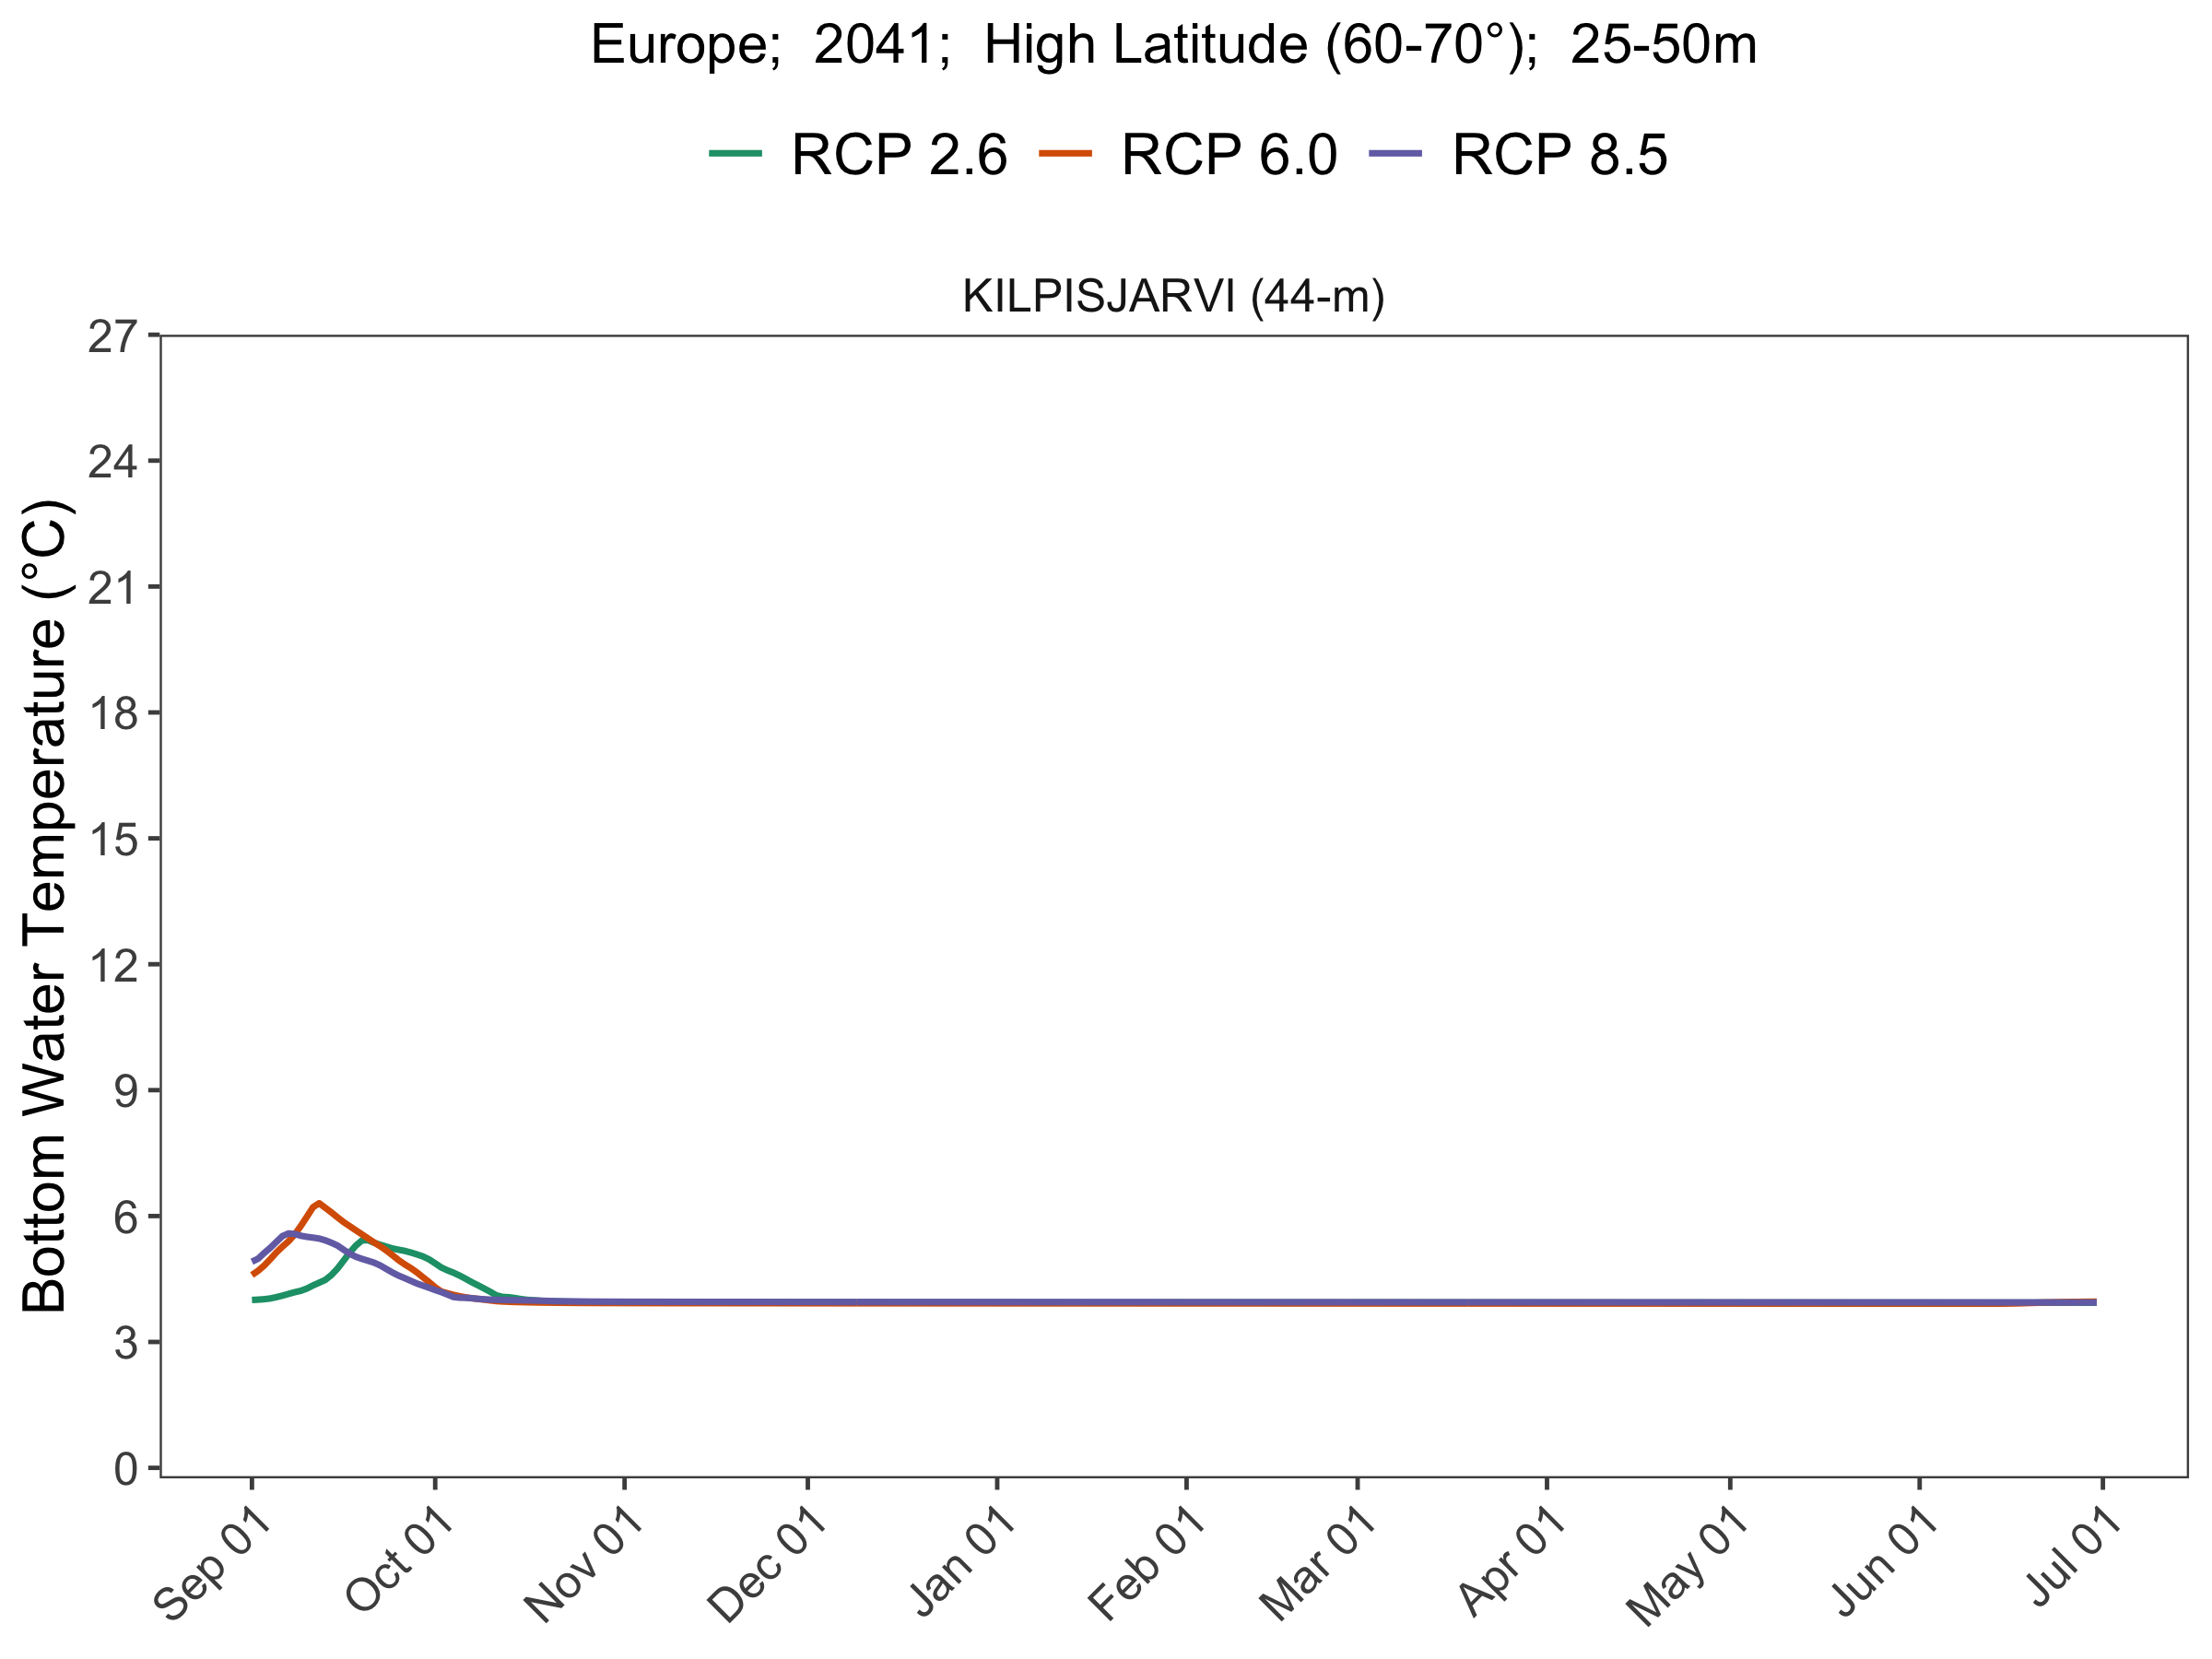 Europe; 2041; High Latitude (60-70°); 25-50m
RCP 2.6 RCP 6.0 RCP 8.5
KILPISJARVI (44-m)
Bottom Water Temperature (°C)
27
24
21
18
15
12
9
6
3
0
Sep 01 Oct 01 Nov 01 Dec 01 Jan 01 Feb 01 Mar 01 Apr 01 May 01 Jun 01 Jul 01